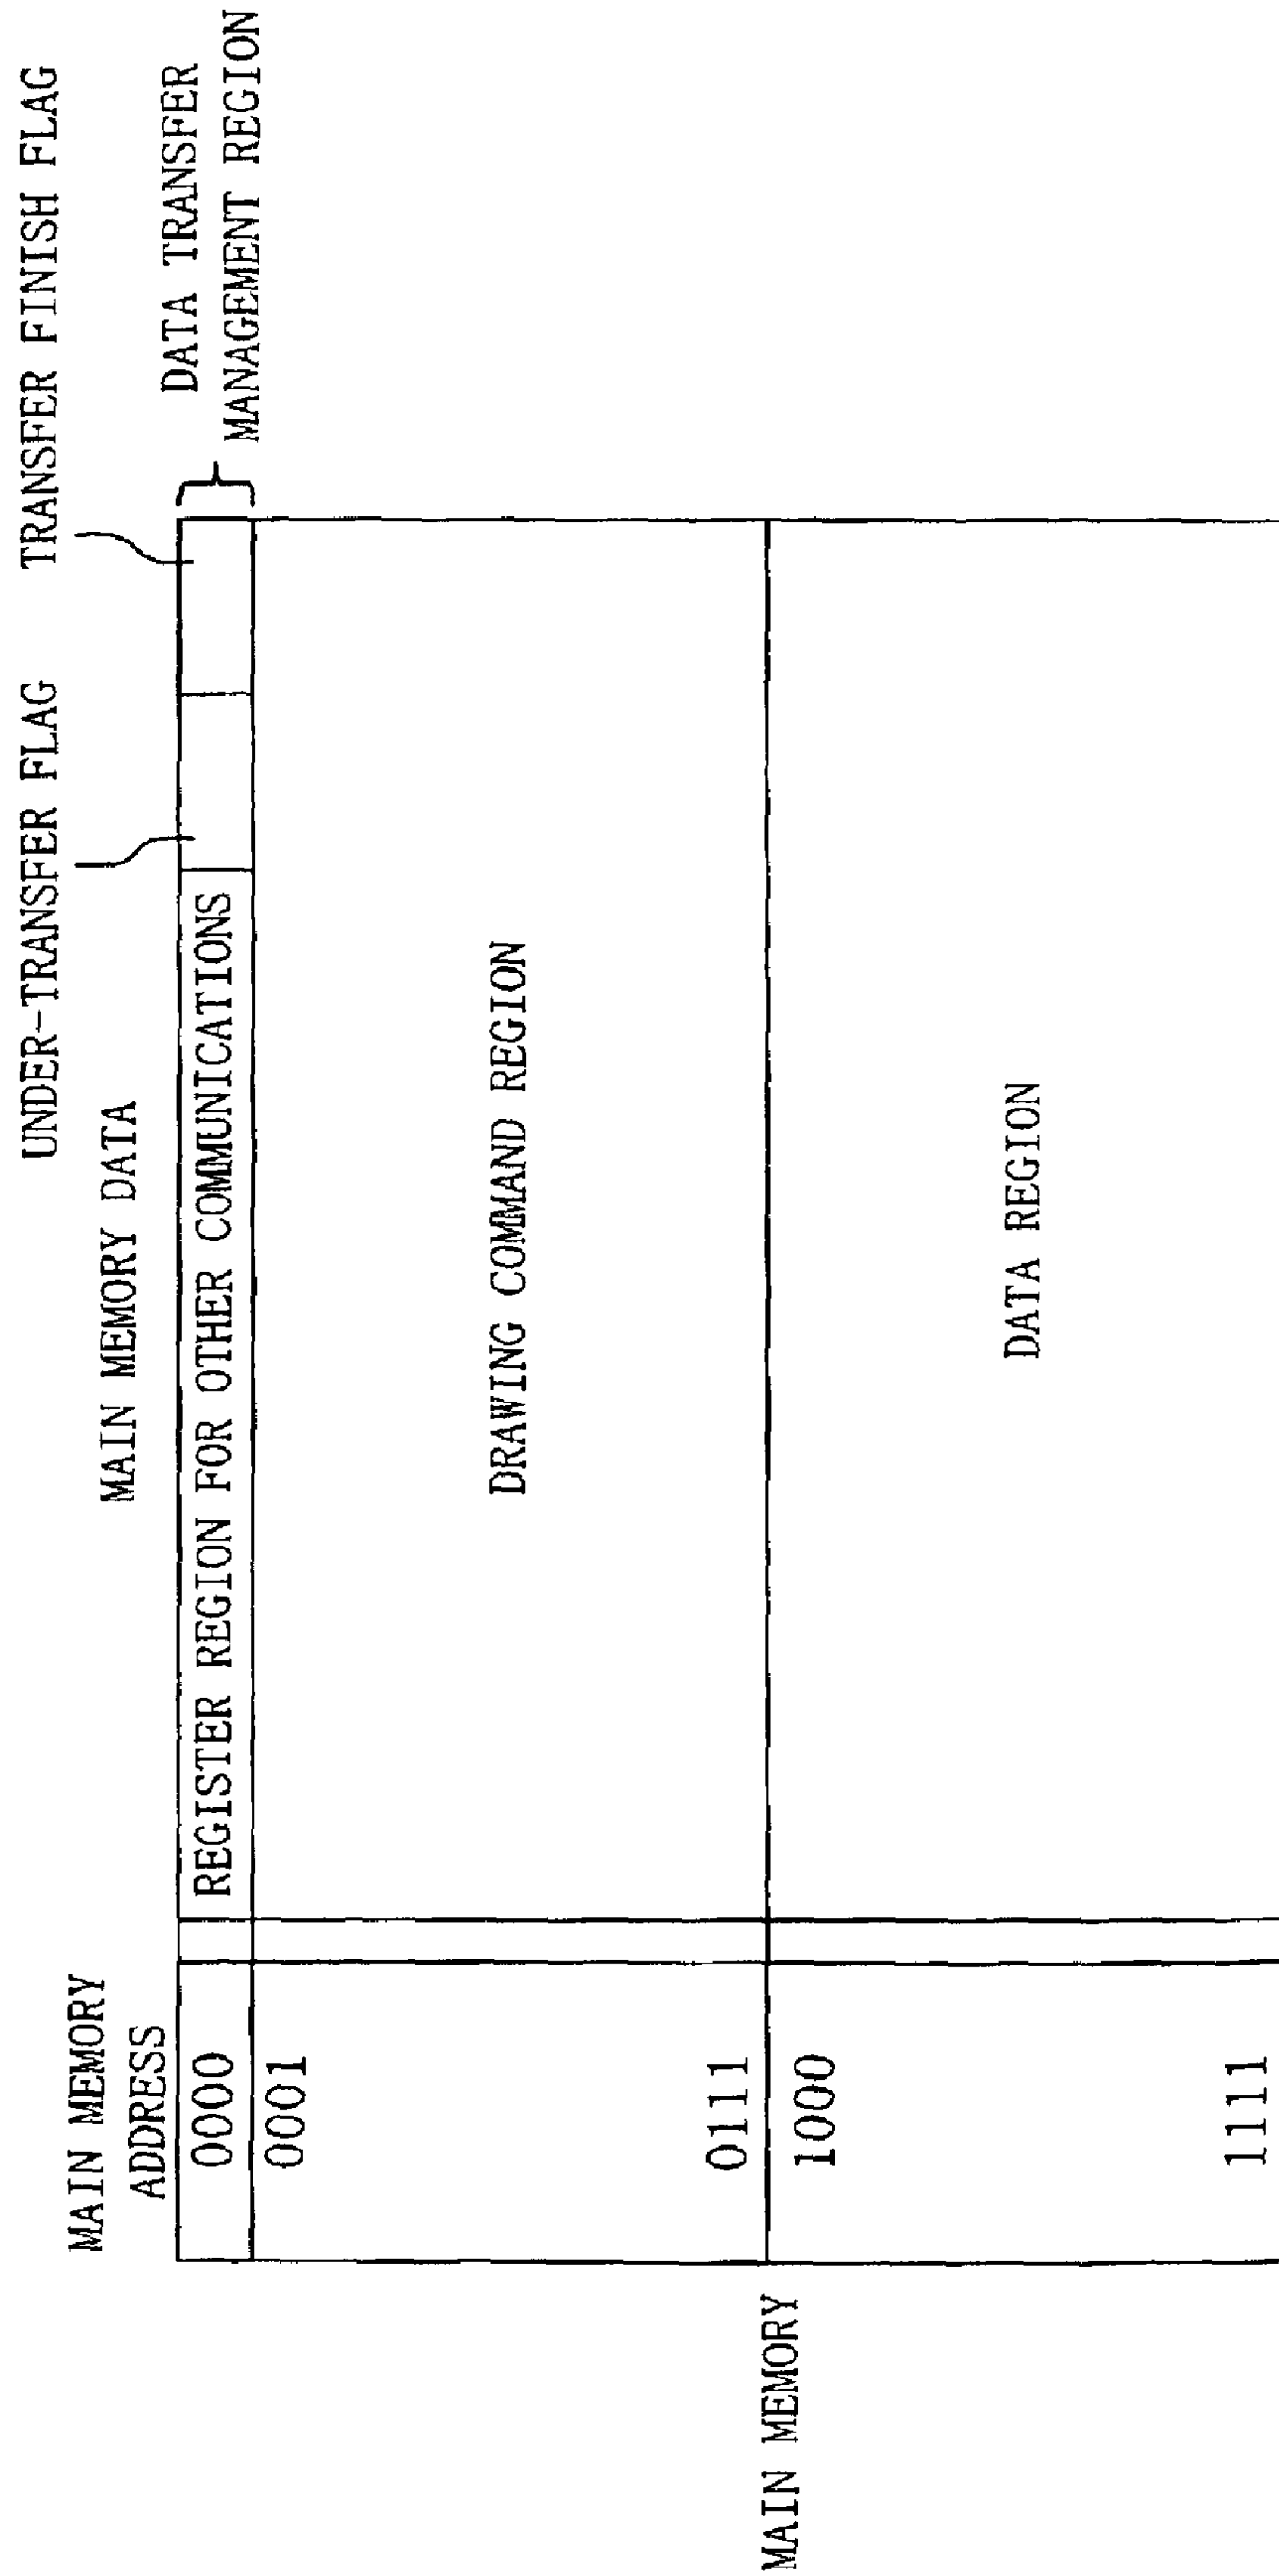 UNDER-TRANSFER FLAG
TRANSFER FINISH FLAG
MAIN MEMORY
ADDRESS
MAIN MEMORY DATA
DATA TRANSFER
MANAGEMENT REGION
0000
REGISTER REGION FOR OTHER COMMUNICATIONS
0001
DRAWING COMMAND REGION
0111
MAIN MEMORY
1000
DATA REGION
1111